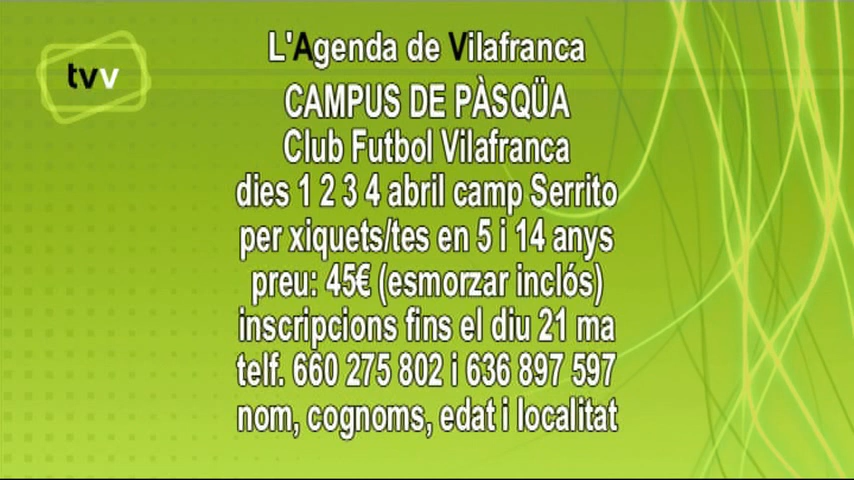 tvv
L'Agenda de Vilafranca
CAMPUS DE PÀSQÜA
Club Futbol Vilafranca
dies 1 2 3 4 abril camp Serrito
per xiquets/tes en 5 i 14 anys
preu: 45€ (esmorzar inclós)
inscripcions fins el diu 21 ma
telf. 660 275 802 i 636 897 597
nom, cognoms, edat i localitat